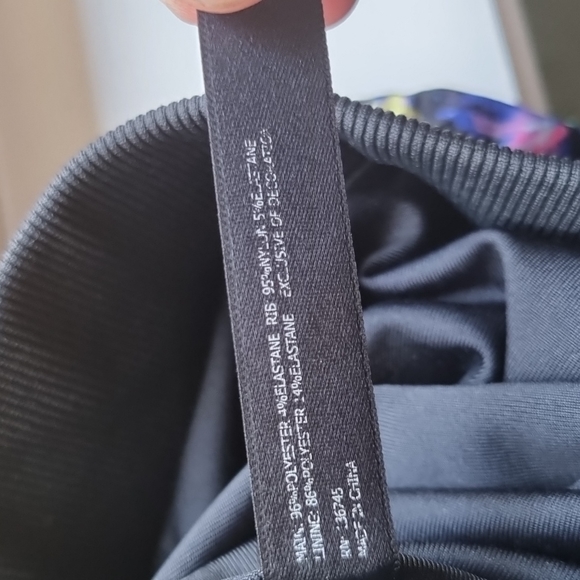 MAIN: 96%POLYESTER 4%ELASTANE RIB: 95%NYLON 5%ELASTANE
LINING: 86%POLYESTER 14%ELASTANE EXCLUSIVE OF DECORATION
RN 136745
MADE IN CHINA